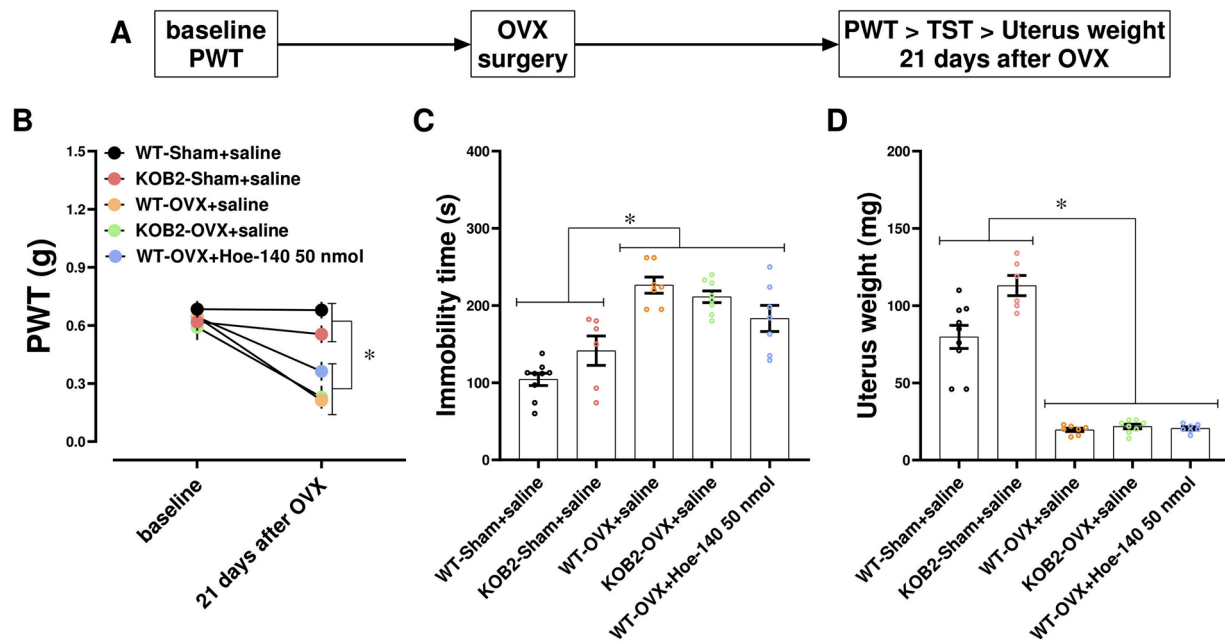 A
baseline
PWT
OVX
surgery
PWT > TST > Uterus weight
21 days after OVX
B
PWT (g)
1.5
1.2
0.9
0.6
0.3
0.0
WT-Sham+saline
KOB2-Sham+saline
WT-OVX+saline
KOB2-OVX+saline
WT-OVX+Hoe-140 50 nmol
*
baseline
21 days after OVX
C
Immobility time (s)
400
300
200
100
0
*
WT-Sham+saline
KOB2-Sham+saline
WT-OVX+saline
KOB2-OVX+saline
WT-OVX+Hoe-140 50 nmol
D
Uterus weight (mg)
200
150
100
50
0
*
WT-Sham+saline
KOB2-Sham+saline
WT-OVX+saline
KOB2-OVX+saline
WT-OVX+Hoe-140 50 nmol